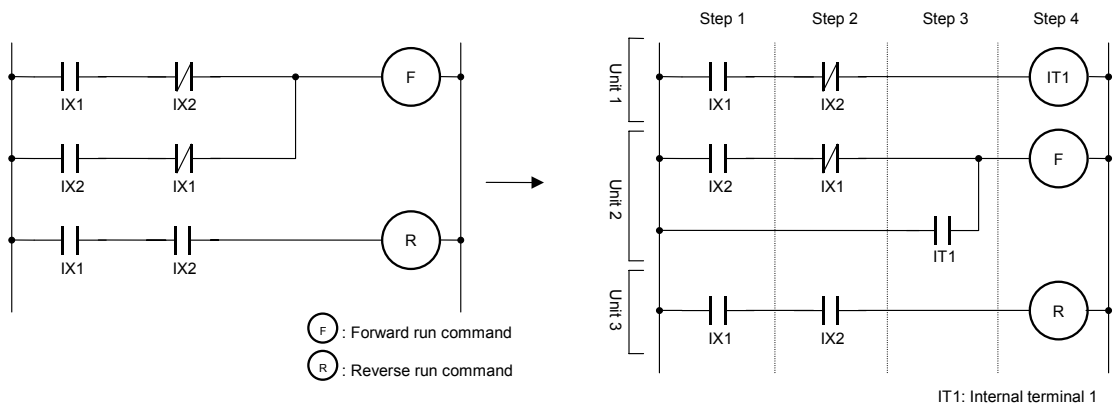 Step 1 Step 2 Step 3 Step 4
Unit 1
IX1 IX2 F
IX1 IX2 IT1
Unit 2
IX2 IX1
IX2 IX1 F
IT1
IX1 IX2 R
Unit 3
IX1 IX2 R
F : Forward run command
R : Reverse run command
IT1: Internal terminal 1